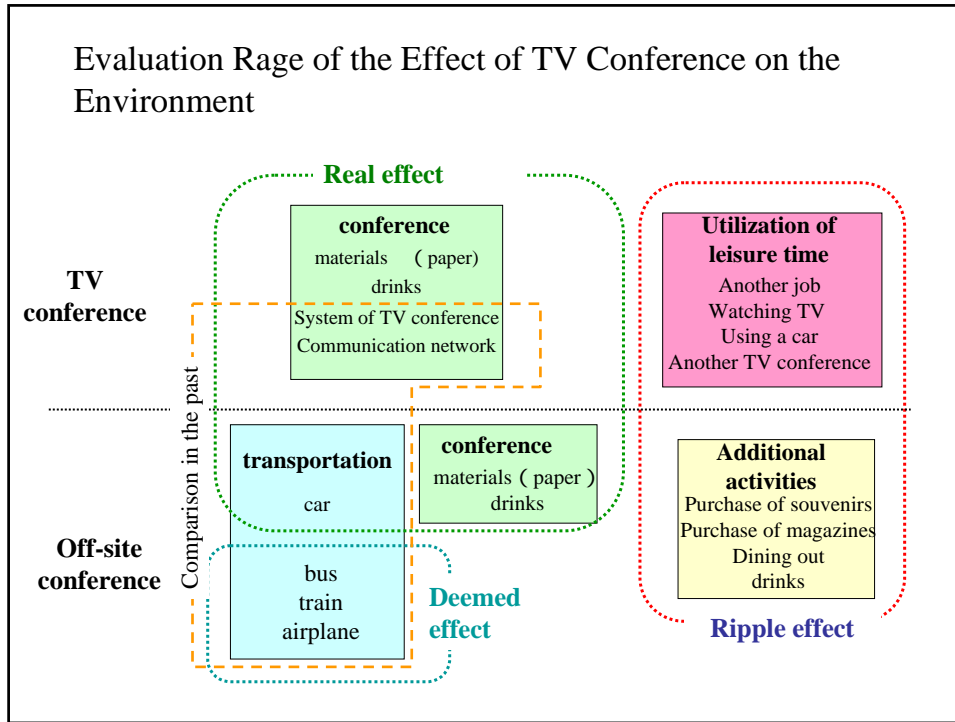 Evaluation Rage of the Effect of TV Conference on the
Environment
Real effect
TV
conference
conference
materials ( paper)
drinks
System of TV conference
Communication network
Utilization of
leisure time
Another job
Watching TV
Using a car
Another TV conference
Comparison in the past
Off-site
conference
transportation
car
bus
train
airplane
conference
materials ( paper )
drinks
Deemed
effect
Additional
activities
Purchase of souvenirs
Purchase of magazines
Dining out
drinks
Ripple effect